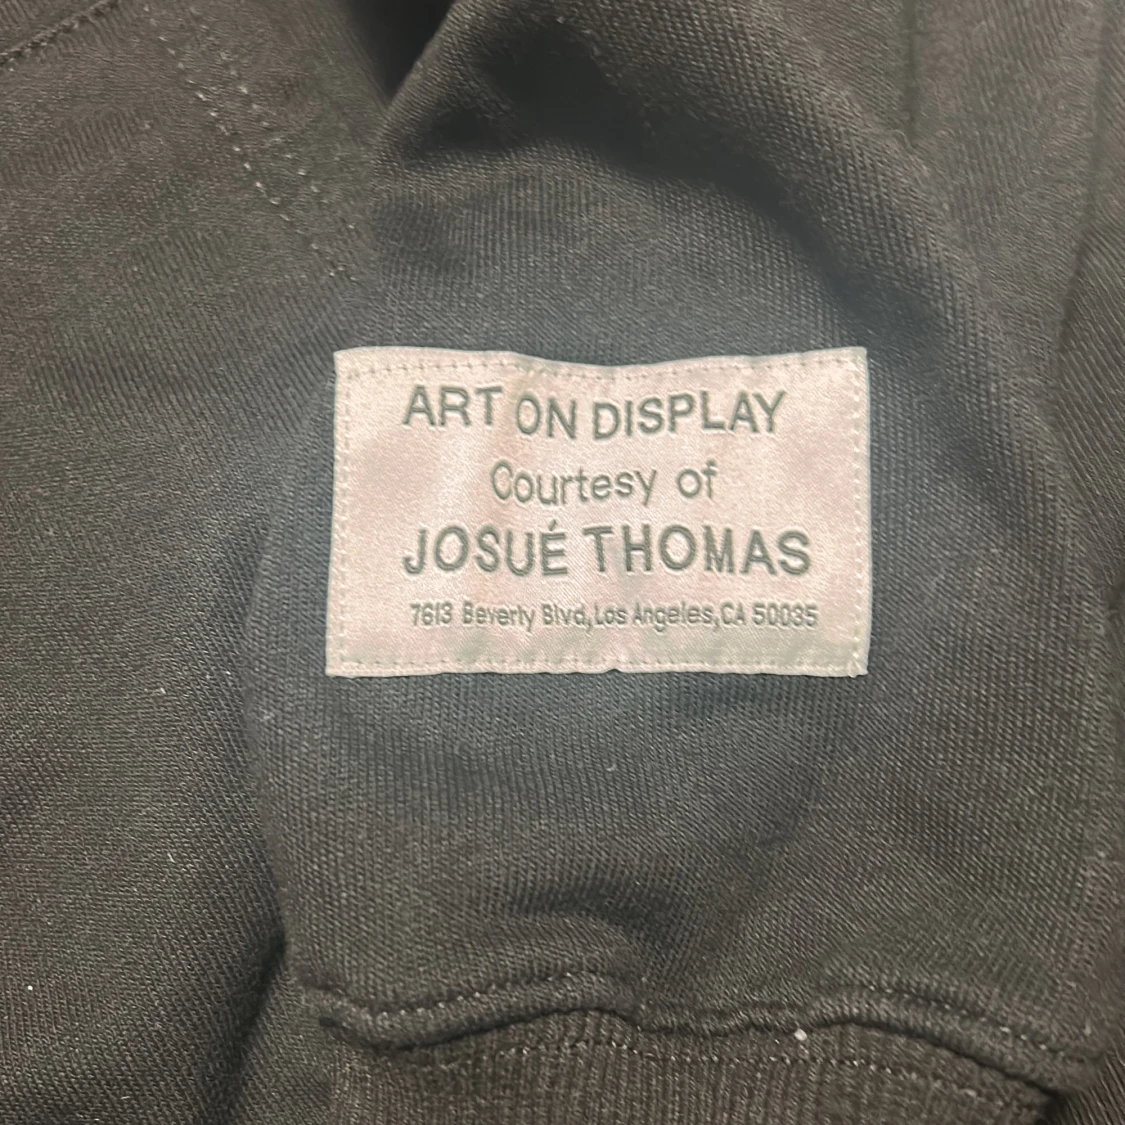 ART ON DISPLAY
Courtesy of
JOSUÉ THOMAS
7613 Beverly Blvd, Los Angeles, CA 50035